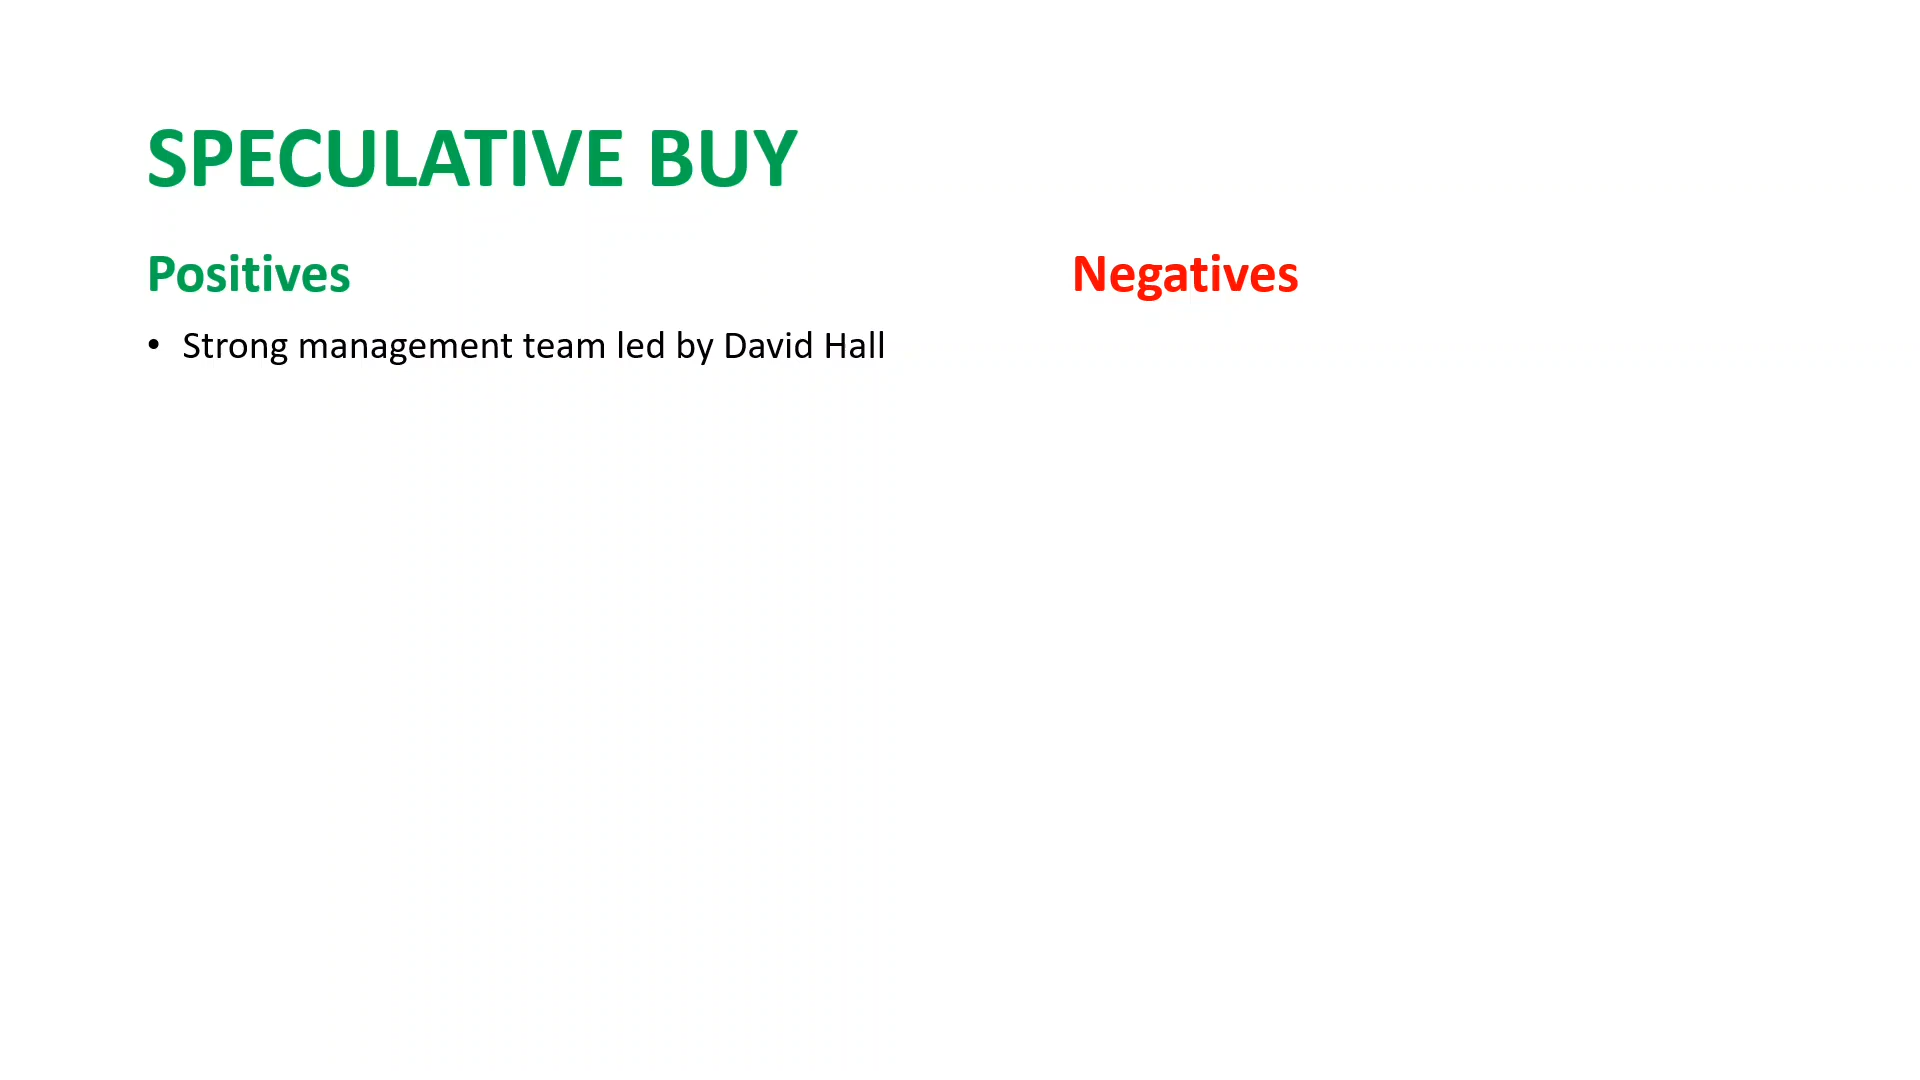 SPECULATIVE BUY
Positives
• Strong management team led by David Hall
Negatives